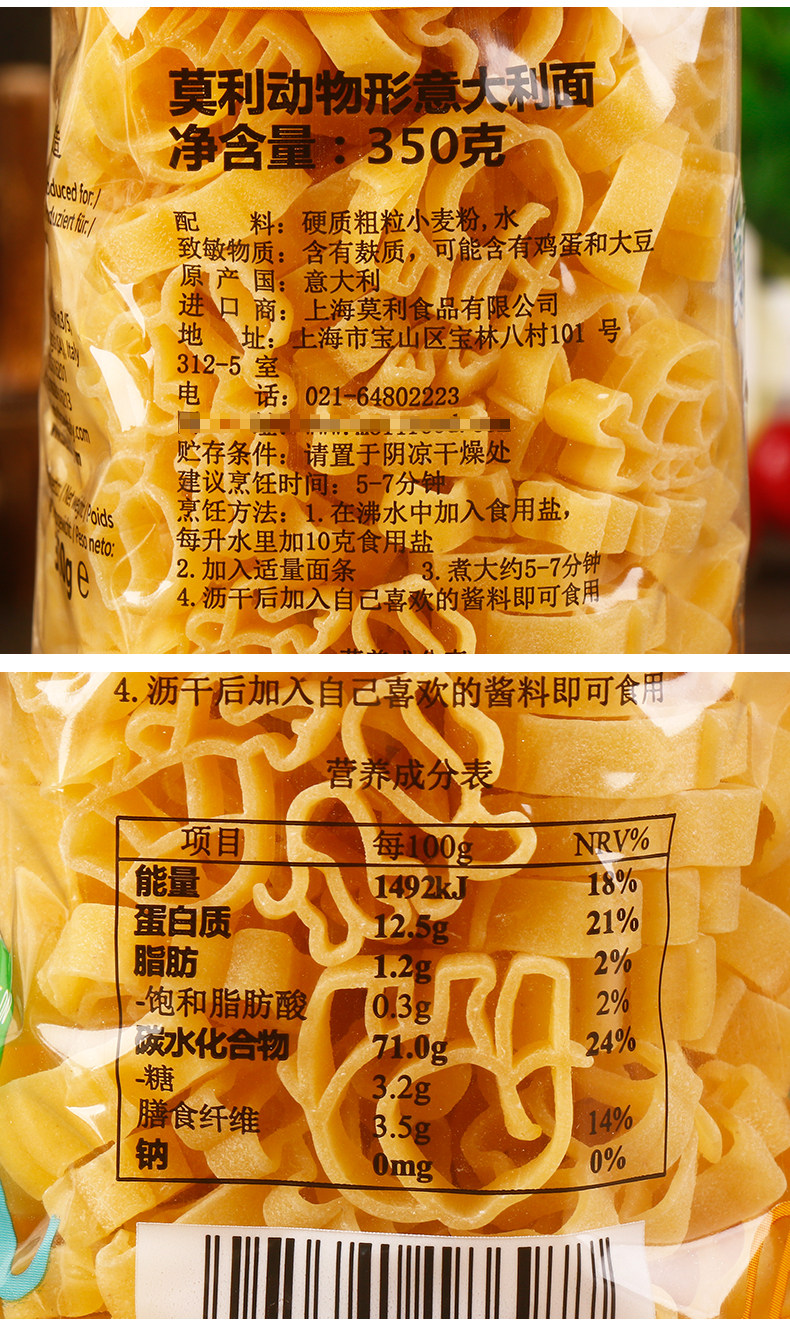 莫利动物形意大利面
净含量：350克
造
oduced for:/
duziert für:/
配 料：硬质粗粒小麦粉,水
致敏物质：含有麸质，可能含有鸡蛋和大豆
原 产 国：意大利
进 口 商：上海莫利食品有限公司
地 址：上海市宝山区宝林八村101 号
312-5 室
电 话：021-64802223
贮存条件：请置于阴凉干燥处
建议烹饪时间：5-7分钟
烹饪方法：1.在沸水中加入食用盐，
每升水里加10克食用盐
2.加入适量面条 3.煮大约5-7分钟
4.沥干后加入自己喜欢的酱料即可食用
Italy
.com
Poids
Peso neto:
0g e
4.沥干后加入自己喜欢的酱料即可食用
营养成分表
项目 每100g NRV%
能量 1492kJ 18%
蛋白质 12.5g 21%
脂肪 1.2g 2%
-饱和脂肪酸 0.3g 2%
碳水化合物 71.0g 24%
-糖 3.2g
膳食纤维 3.5g 14%
钠 0mg 0%